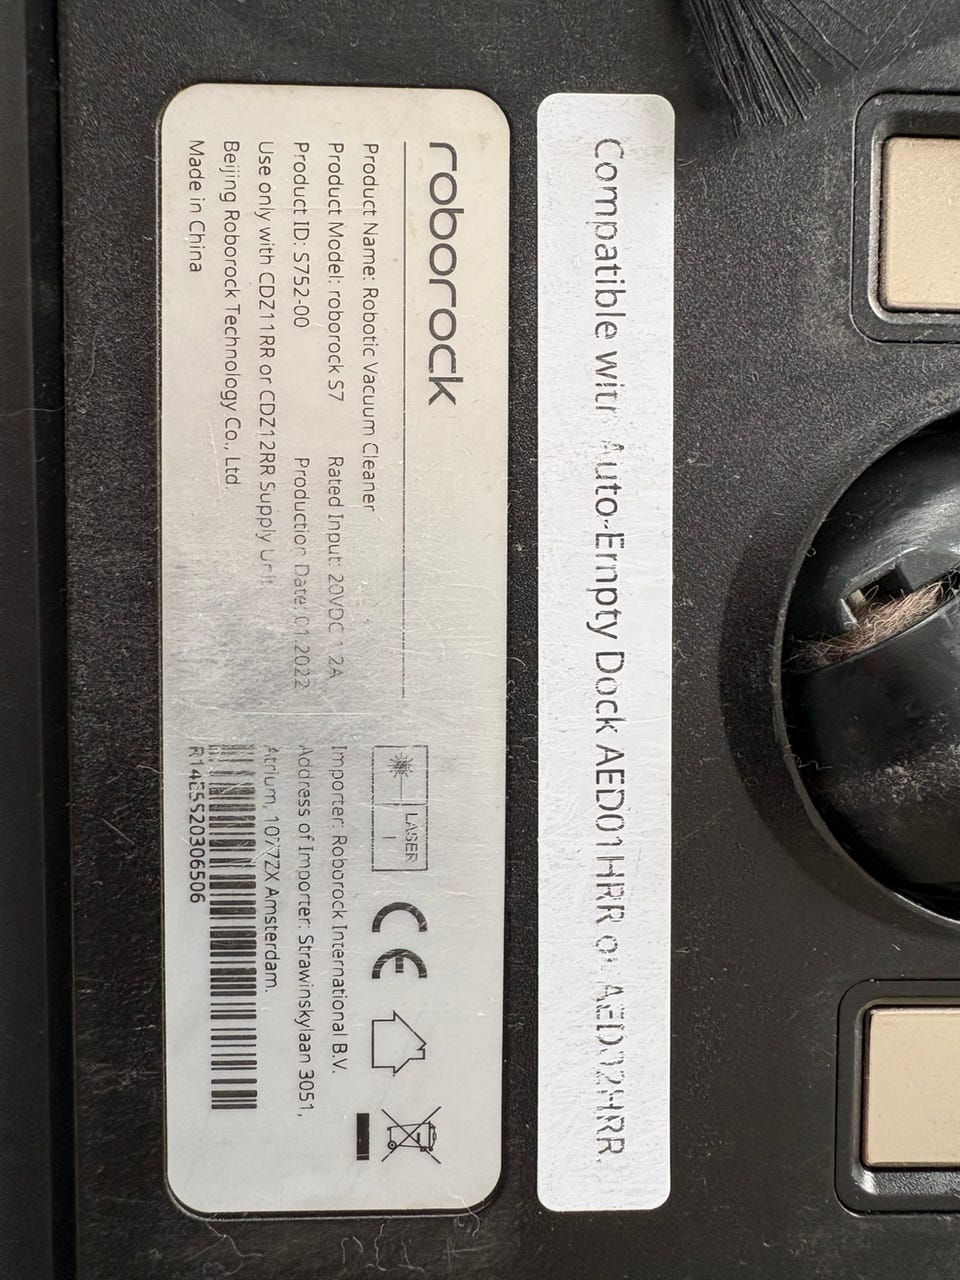 Compatible with Auto-Empty Dock AED01HRR or AED02HRR.
roborock
Product Name: Robotic Vacuum Cleaner
Product Model: roborock S7 Rated Input: 20VDC 1.2A
Product ID: S752-00 Production Date: 01.2022
Use only with CDZ11RR or CDZ12RR Supply Unit
Beijing Roborock Technology Co., Ltd.
Made in China
LASER
1
CE
Importer: Roborock International B.V.
Address of Importer: Strawinskylaan 3051,
Atrium, 1077ZX Amsterdam.